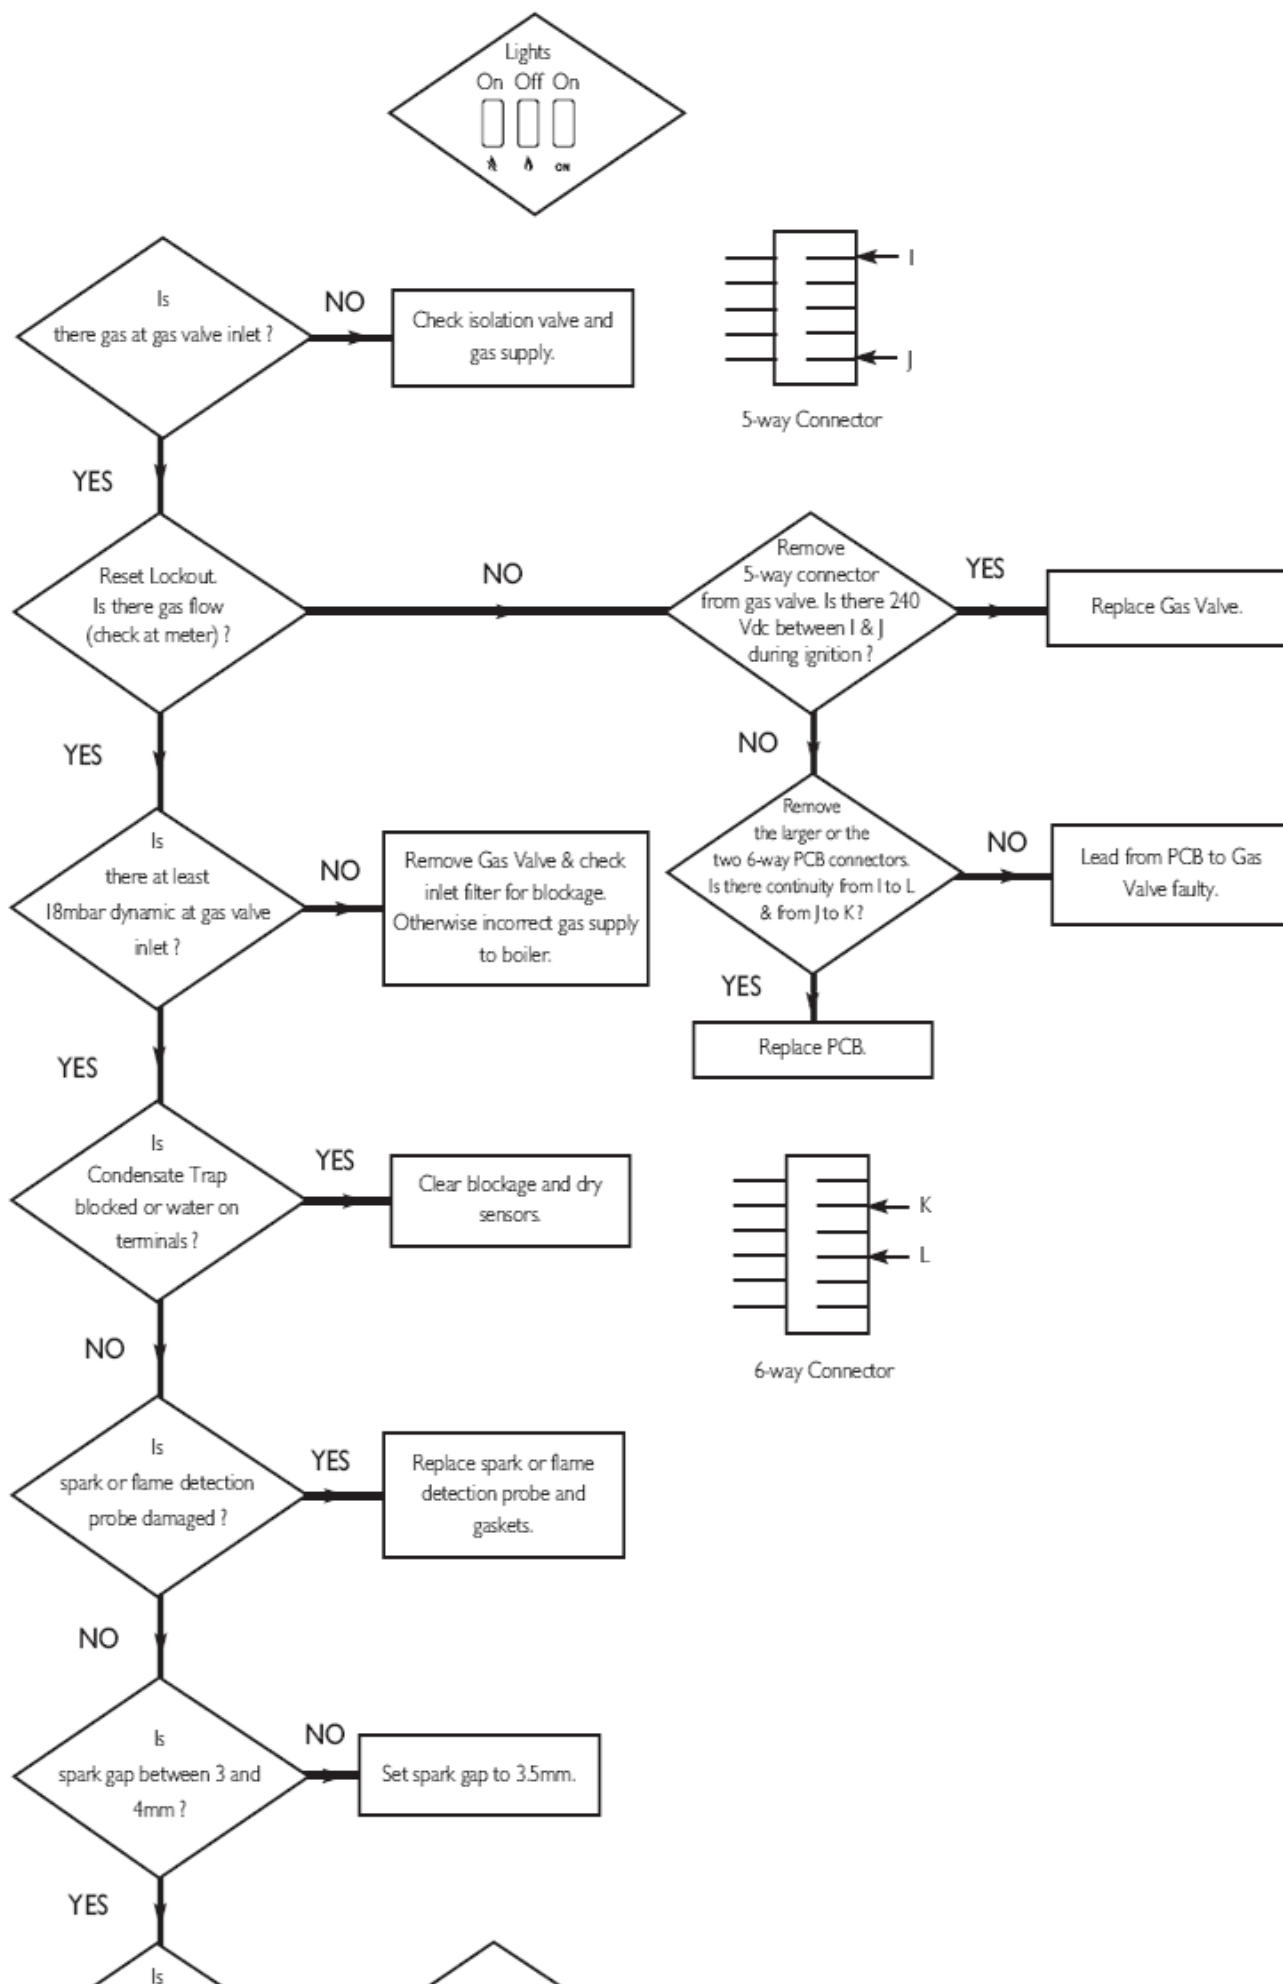 Lights
On Off On
ON
Is
there gas at gas valve inlet ?
NO
Check isolation valve and
gas supply.
I
J
5-way Connector
YES
Reset Lockout.
Is there gas flow
(check at meter) ?
NO
Remove
5-way connector
from gas valve. Is there 240
Vdc between I & J
during ignition ?
YES
Replace Gas Valve.
NO
Remove
the larger or the
two 6-way PCB connectors.
Is there continuity from I to L
& from J to K ?
NO
Lead from PCB to Gas
Valve faulty.
YES
Replace PCB.
YES
Is
there at least
18mbar dynamic at gas valve
inlet ?
NO
Remove Gas Valve & check
inlet filter for blockage.
Otherwise incorrect gas supply
to boiler.
YES
Is
Condensate Trap
blocked or water on
terminals ?
YES
Clear blockage and dry
sensors.
K
L
6-way Connector
NO
Is
spark or flame detection
probe damaged ?
YES
Replace spark or flame
detection probe and
gaskets.
NO
Is
spark gap between 3 and
4mm ?
NO
Set spark gap to 3.5mm.
YES
Is